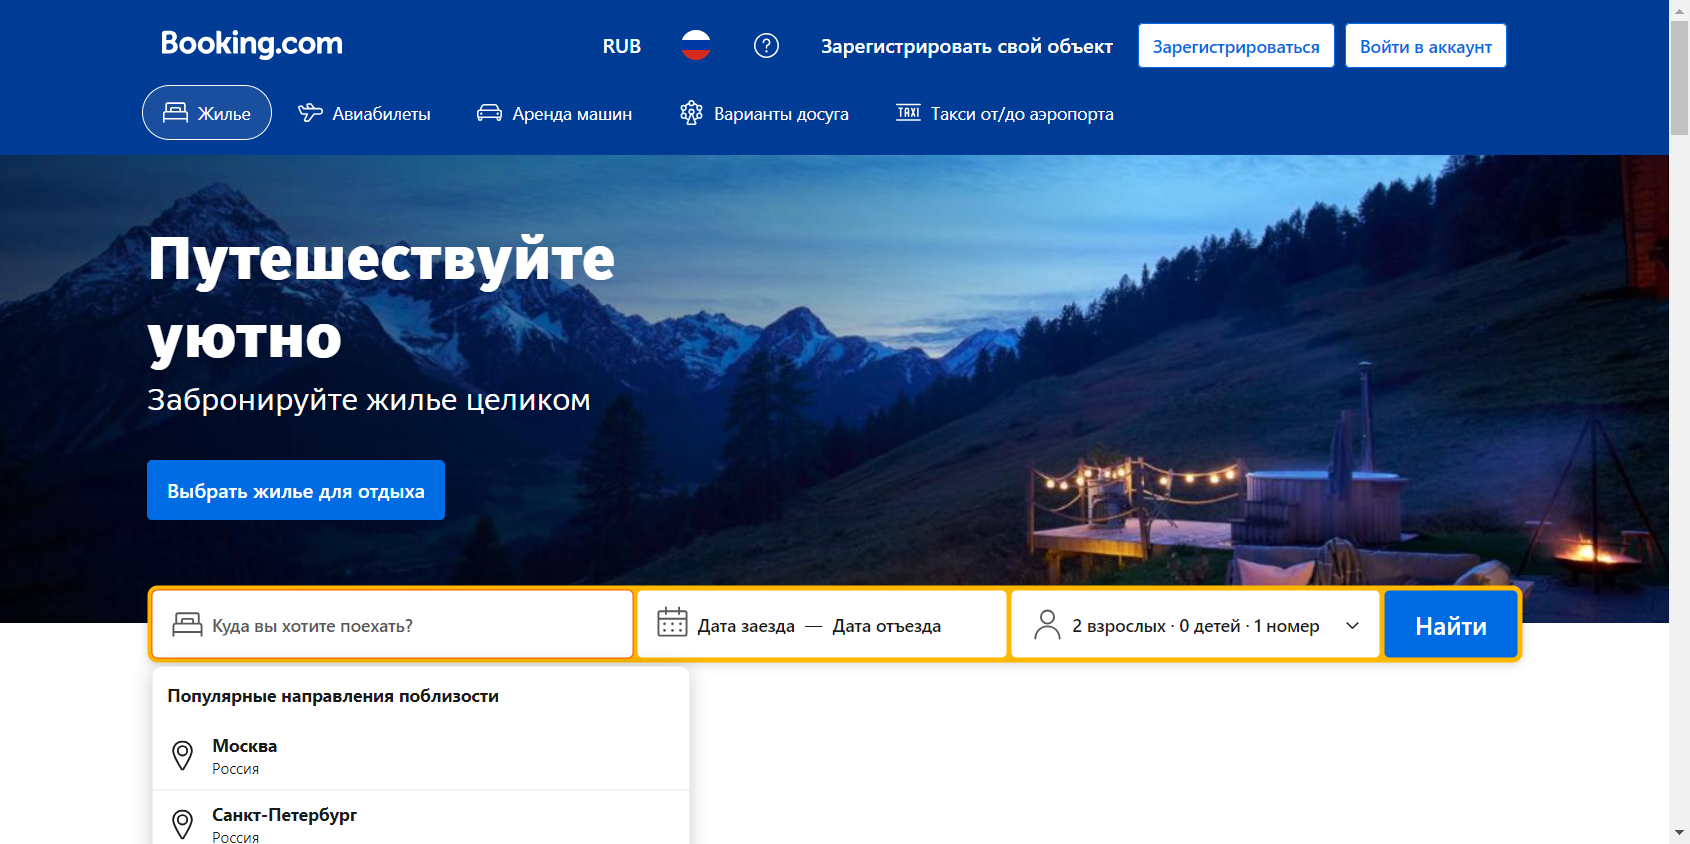 Booking.com
RUB
Зарегистрировать свой объект
Зарегистрироваться
Войти в аккаунт
Жилье
Авиабилеты
Аренда машин
Варианты досуга
TAXI
Такси от/до аэропорта
Путешествуйте
уютно
Забронируйте жилье целиком
Выбрать жилье для отдыха
Куда вы хотите поехать?
Дата заезда — Дата отъезда
2 взрослых · 0 детей · 1 номер
Найти
Популярные направления поблизости
Москва
Россия
Санкт-Петербург
Россия